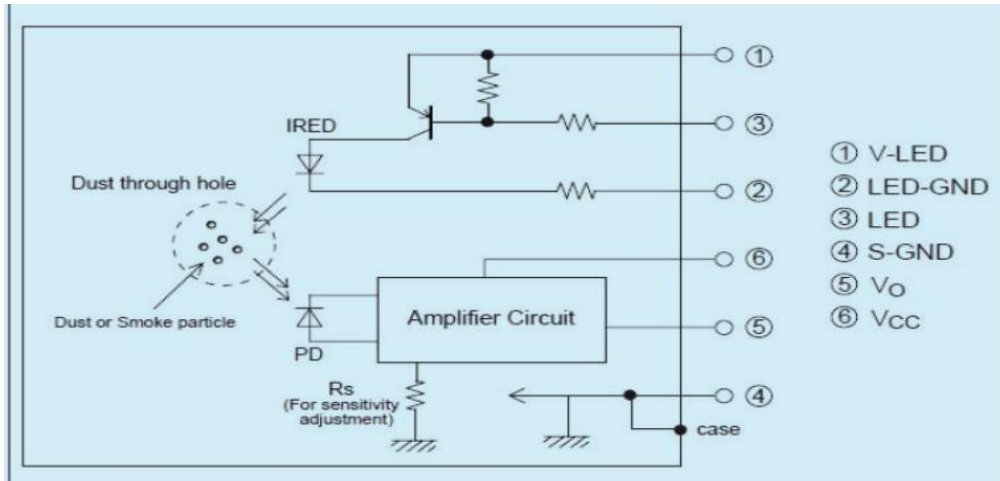 ①
IRED
③
Dust through hole
②
⑥
Amplifier Circuit
⑤
Dust or Smoke particle
PD
Rs
(For sensitivity
adjustment)
④
case
① V-LED
② LED-GND
③ LED
④ S-GND
⑤ VO
⑥ VCC